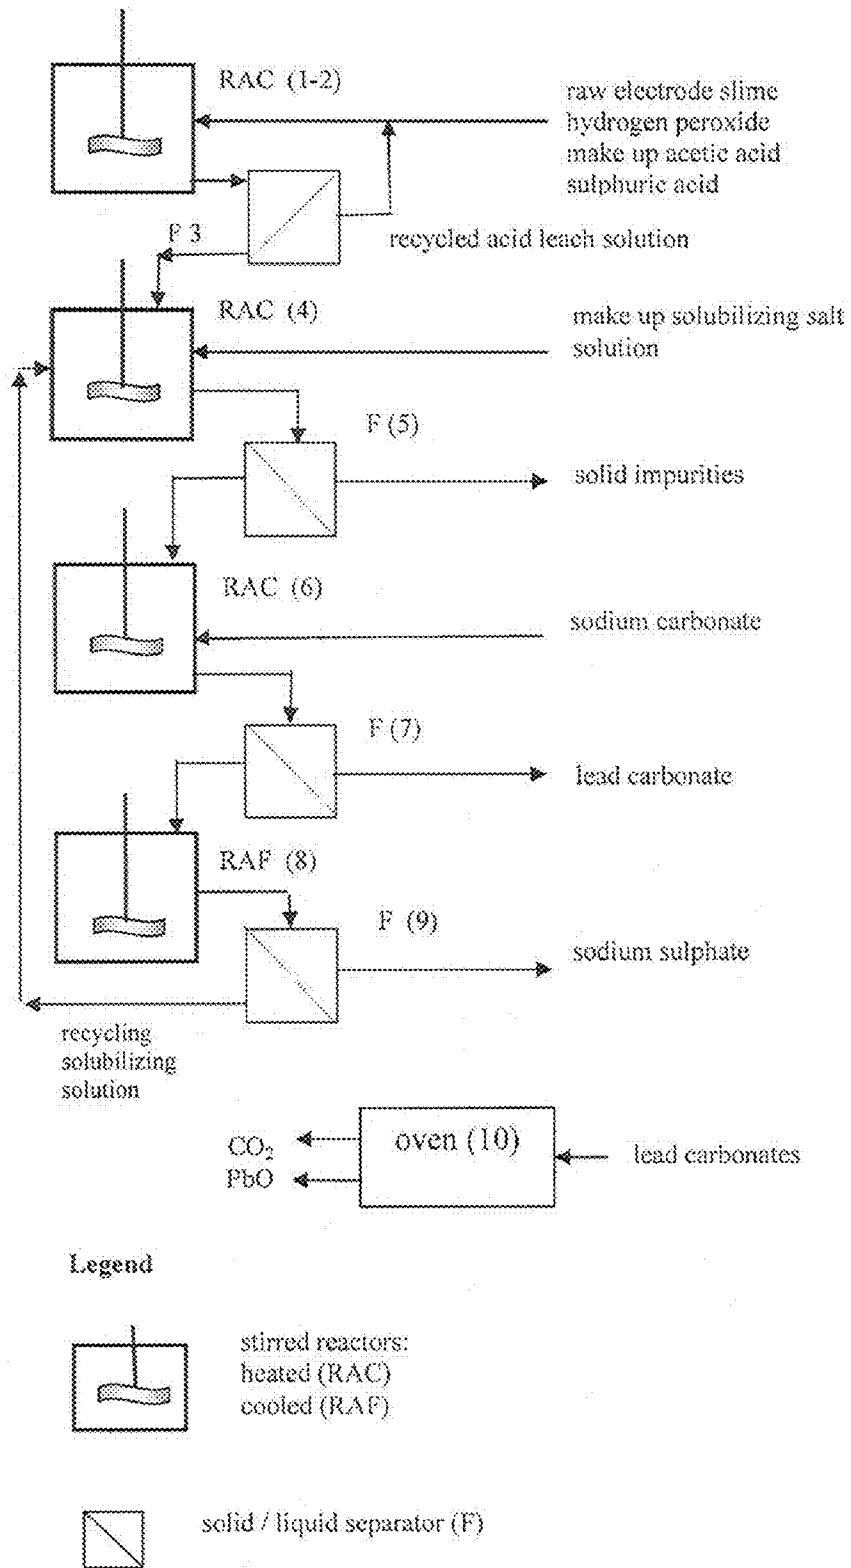 RAC (1-2)
raw electrode slime
hydrogen peroxide
make up acetic acid
sulphuric acid
F 3
recycled acid leach solution
RAC (4)
make up solubilizing salt
solution
F (5)
solid impurities
RAC (6)
sodium carbonate
F (7)
lead carbonate
RAF (8)
F (9)
sodium sulphate
recycling
solubilizing
solution
CO₂
PbO
oven (10)
lead carbonates
Legend
stirred reactors:
heated (RAC)
cooled (RAF)
solid / liquid separator (F)